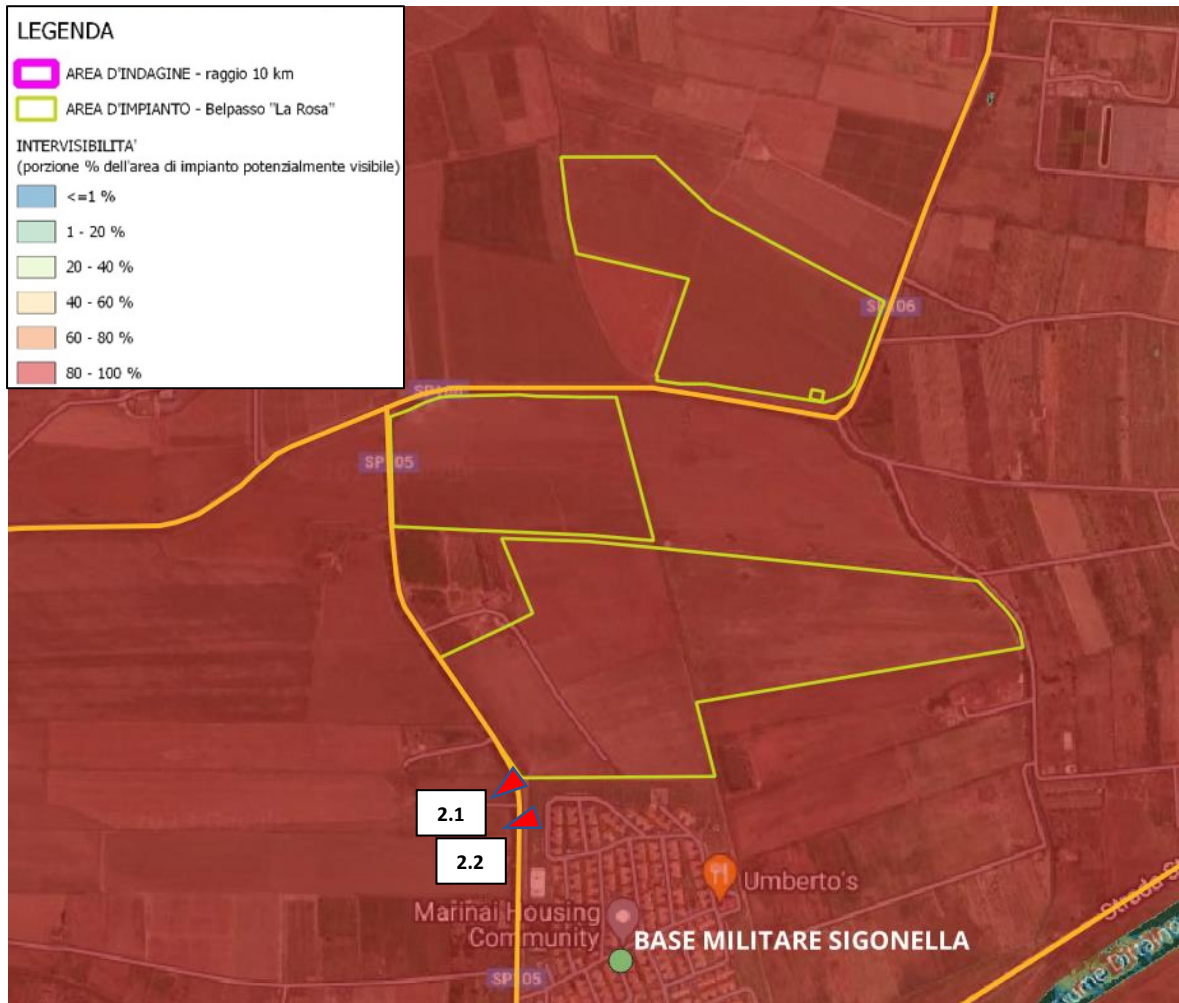 LEGENDA
AREA D'INDAGINE - raggio 10 km
AREA D'IMPIANTO - Belpasso "La Rosa"
INTERVISIBILITA'
(porzione % dell'area di impianto potenzialmente visibile)
<=1 %
1 - 20 %
20 - 40 %
40 - 60 %
60 - 80 %
80 - 100 %
SP106
SP105
2.1
2.2
Umberto's
Marinai Housing
Community
BASE MILITARE SIGONELLA
SP105